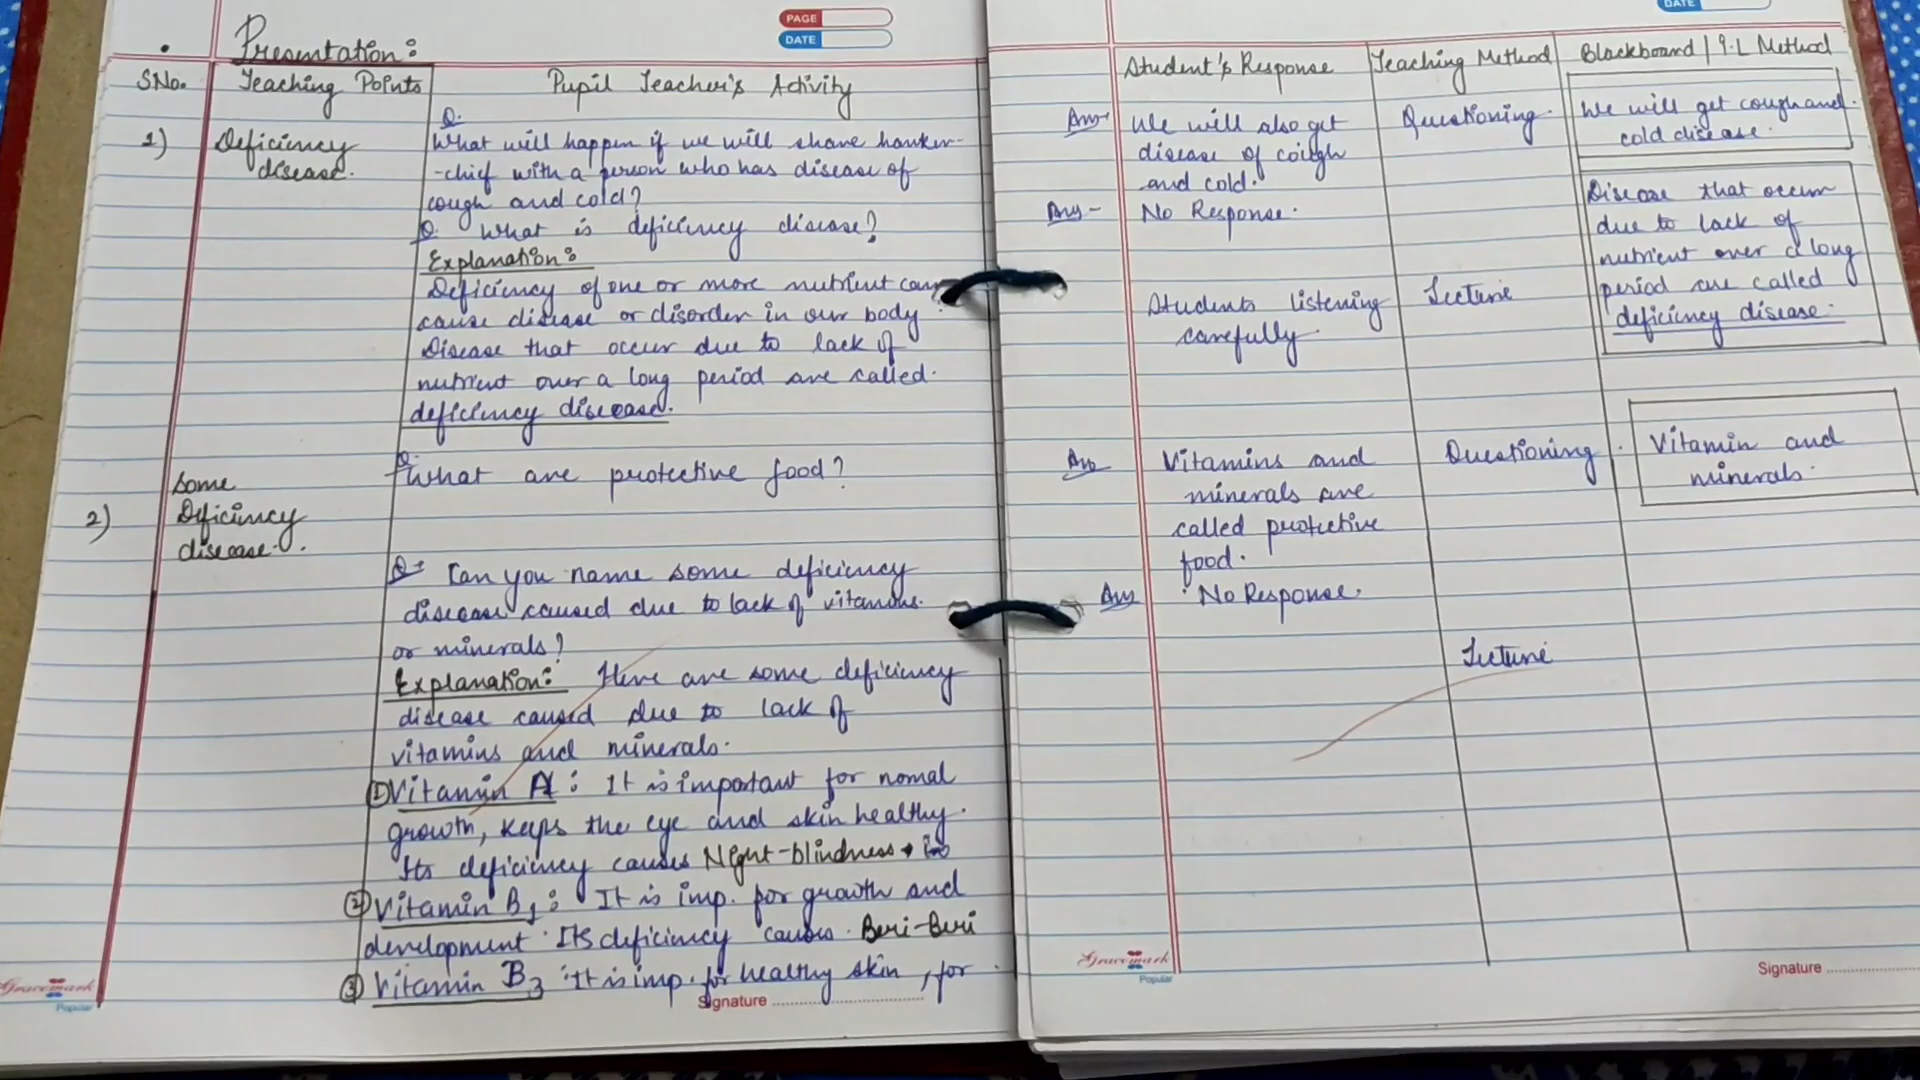 PAGE
DATE
Presentation:
SNo.
Teaching Points
Pupil Teacher's Activity
1)
Deficiency
disease.
Q.
What will happen if we will share hanker-
-chief with a person who has disease of
cough and cold?
Q. What is deficiency disease?
Explanation:
Deficiency of one or more nutrient can
cause disease or disorder in our body.
Disease that occur due to lack of
nutrient over a long period are called
deficiency disease.
2)
some
Deficiency
disease.
Q.
What are protective food?
Q: Can you name some deficiency
disease caused due to lack of vitamins
or minerals?
Explanation: Here are some deficiency
disease caused due to lack of
vitamins and minerals.
① Vitamin A: It is important for nomal
growth, keeps the eye and skin healthy.
Its deficiency causes Night-blindness.
② Vitamin B1: It is imp. for growth and
development. Its deficiency causes Beri-Beri
③ Vitamin B3 : It is imp. for healthy skin, for
Gracemark
Popular
Signature
DATE
Student's Response
Teaching Method
Blackboard | 9.L Method
Ans-
We will also get
disease of cough
and cold.
Ans-
No Response.
Students listening
carefully.
Ans
Vitamins and
minerals are
called protective
food.
Ans
No Response.
Questioning.
Lecture
Questioning
Lecture
We will get cough and
cold disease.
Disease that occur
due to lack of
nutrient over a long
period are called
deficiency disease.
Vitamin and
minerals.
Gracemark
Popular
Signature